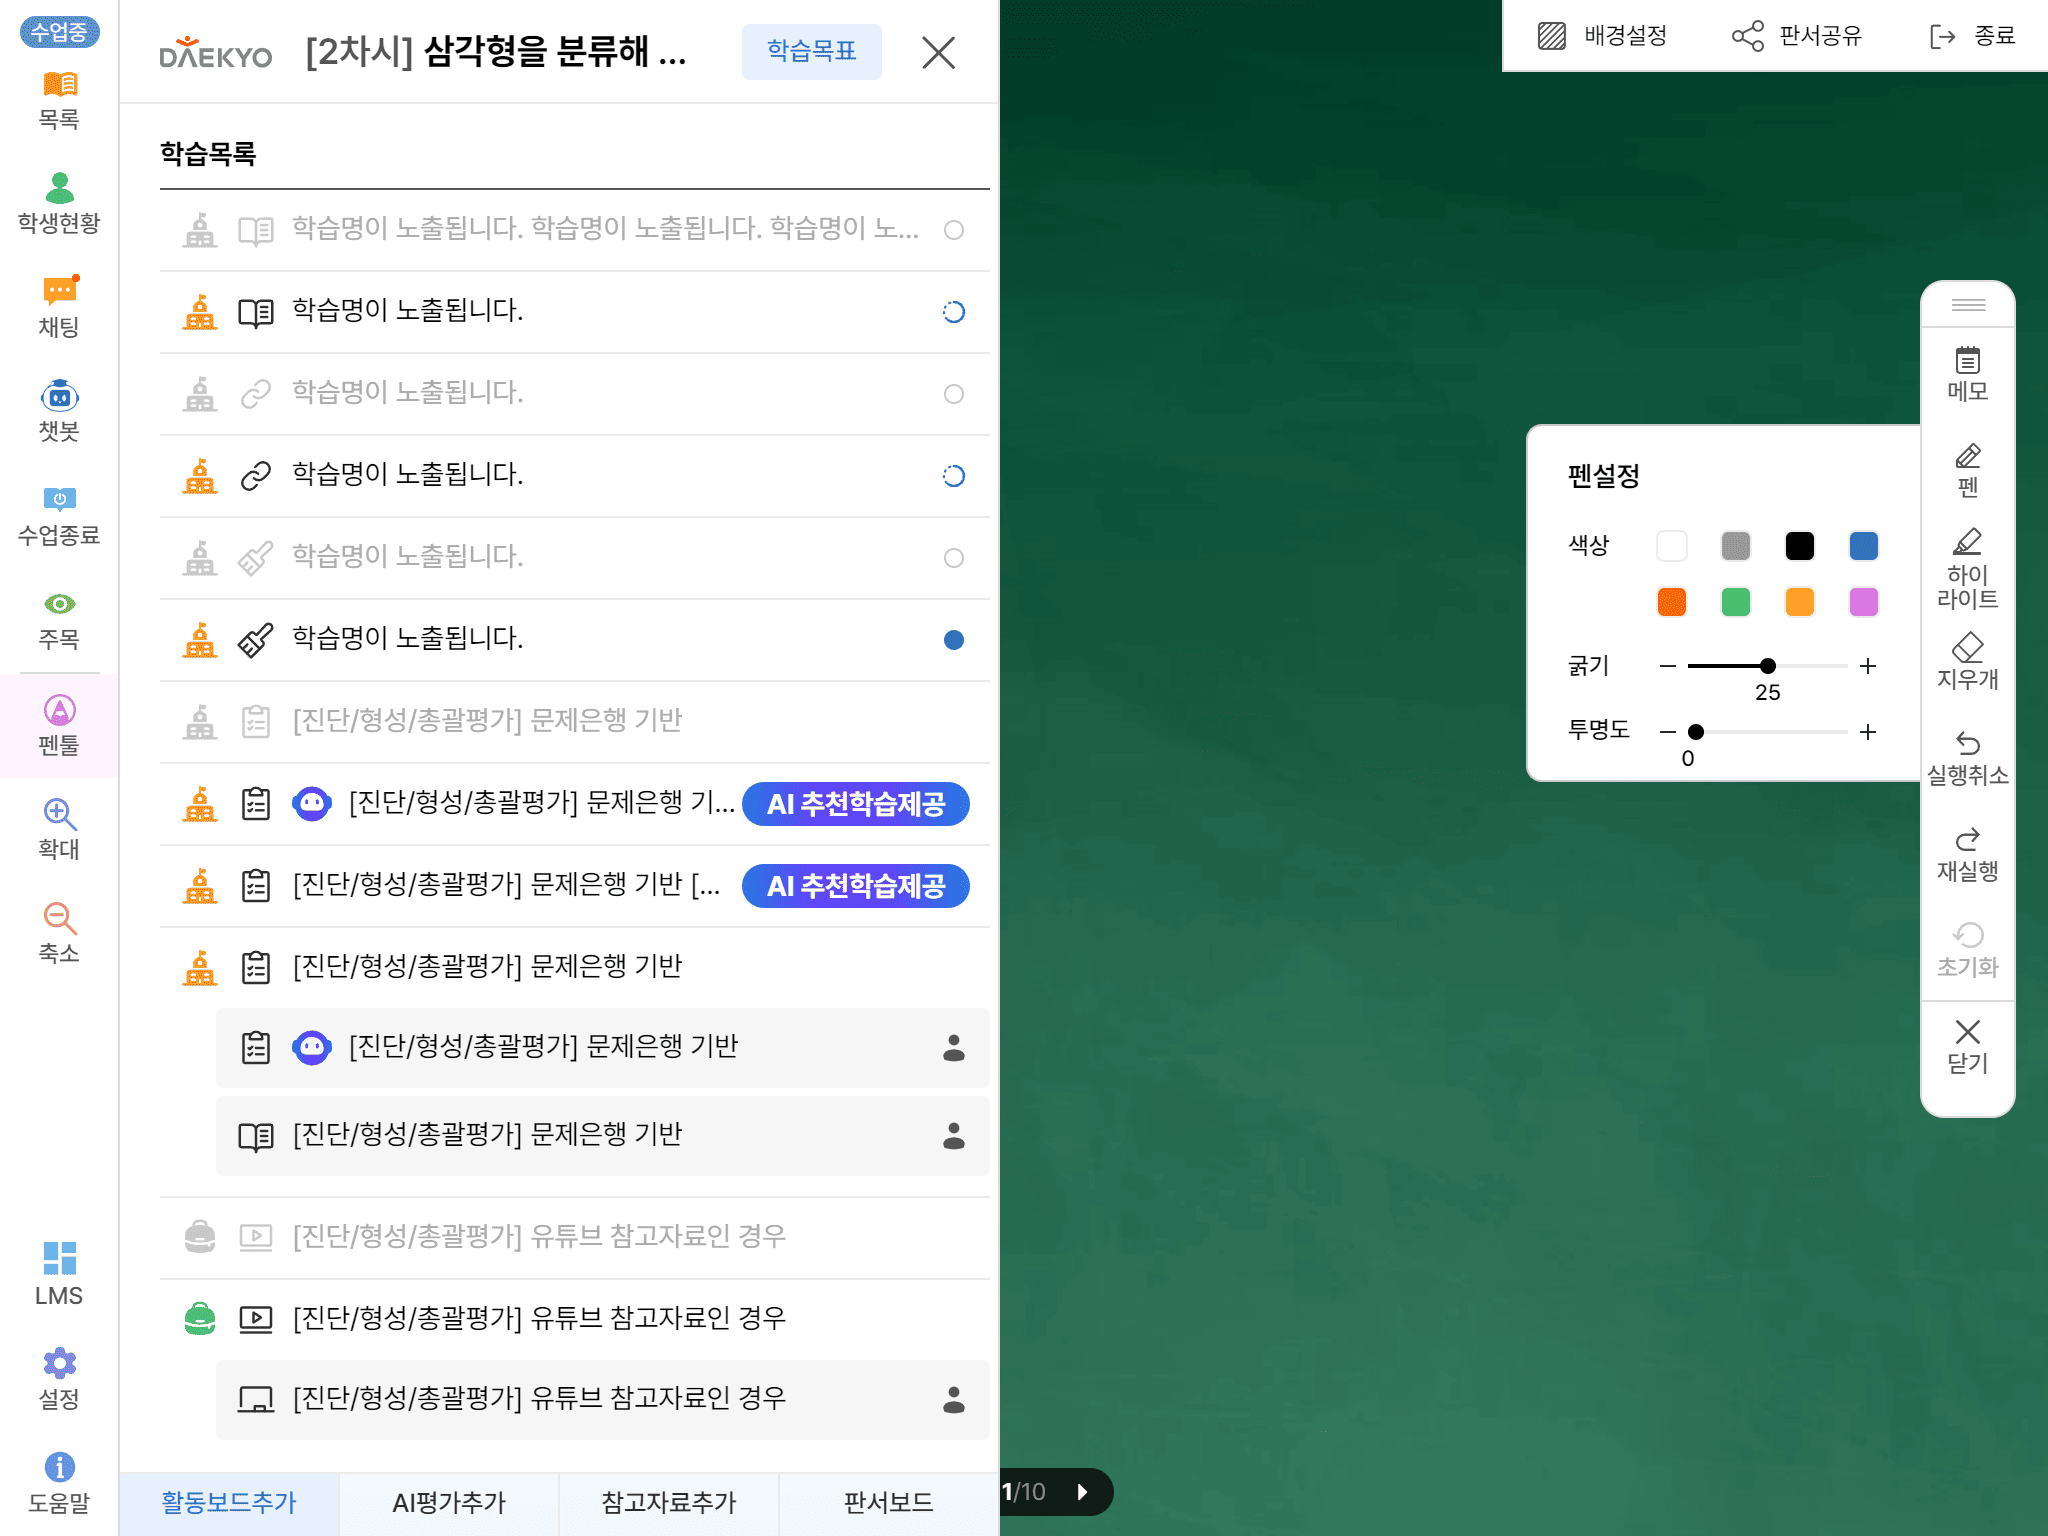 수업중
목록
학생현황
채팅
챗봇
수업종료
주목
펜툴
확대
축소
LMS
설정
도움말
DAEKYO
[2차시] 삼각형을 분류해 ...
학습목표
학습목록
학습명이 노출됩니다. 학습명이 노출됩니다. 학습명이 노...
학습명이 노출됩니다.
학습명이 노출됩니다.
학습명이 노출됩니다.
학습명이 노출됩니다.
학습명이 노출됩니다.
[진단/형성/총괄평가] 문제은행 기반
[진단/형성/총괄평가] 문제은행 기... AI 추천학습제공
[진단/형성/총괄평가] 문제은행 기반 [... AI 추천학습제공
[진단/형성/총괄평가] 문제은행 기반
[진단/형성/총괄평가] 문제은행 기반
[진단/형성/총괄평가] 문제은행 기반
[진단/형성/총괄평가] 유튜브 참고자료인 경우
[진단/형성/총괄평가] 유튜브 참고자료인 경우
[진단/형성/총괄평가] 유튜브 참고자료인 경우
활동보드추가
AI평가추가
참고자료추가
판서보드
1/10
배경설정
판서공유
종료
펜설정
색상
굵기
25
투명도
0
메모
펜
하이
라이트
지우개
실행취소
재실행
초기화
닫기